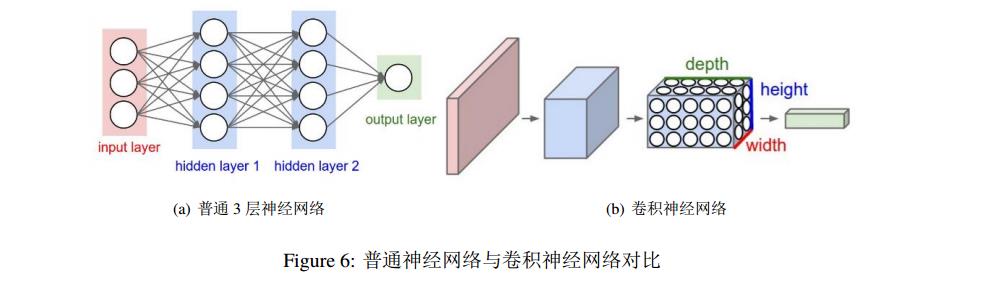 input layer
hidden layer 1
hidden layer 2
output layer
depth
height
width
(a) 普通 3 层神经网络
(b) 卷积神经网络
Figure 6: 普通神经网络与卷积神经网络对比